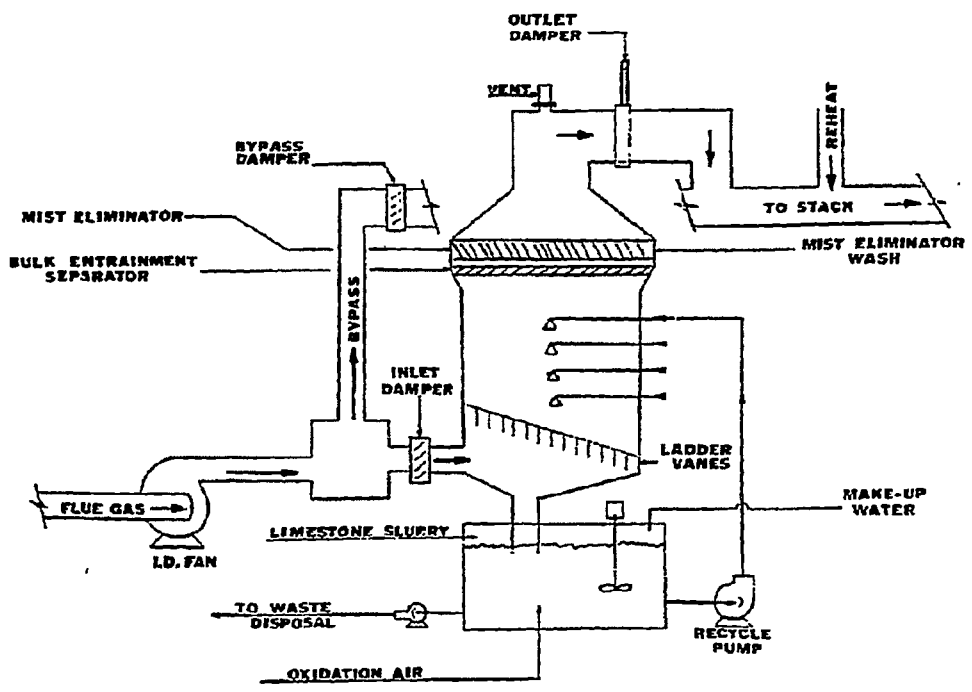 OUTLET
DAMPER
VENT
REHEAT
BYPASS
DAMPER
MIST ELIMINATOR
TO STACK
MIST ELIMINATOR
WASH
BULK ENTRAINMENT
SEPARATOR
BYPASS
INLET
DAMPER
LADDER
VANES
FLUE GAS
MAKE-UP
WATER
LIMESTONE SLURRY
I.D. FAN
TO WASTE
DISPOSAL
RECYCLE
PUMP
OXIDATION AIR